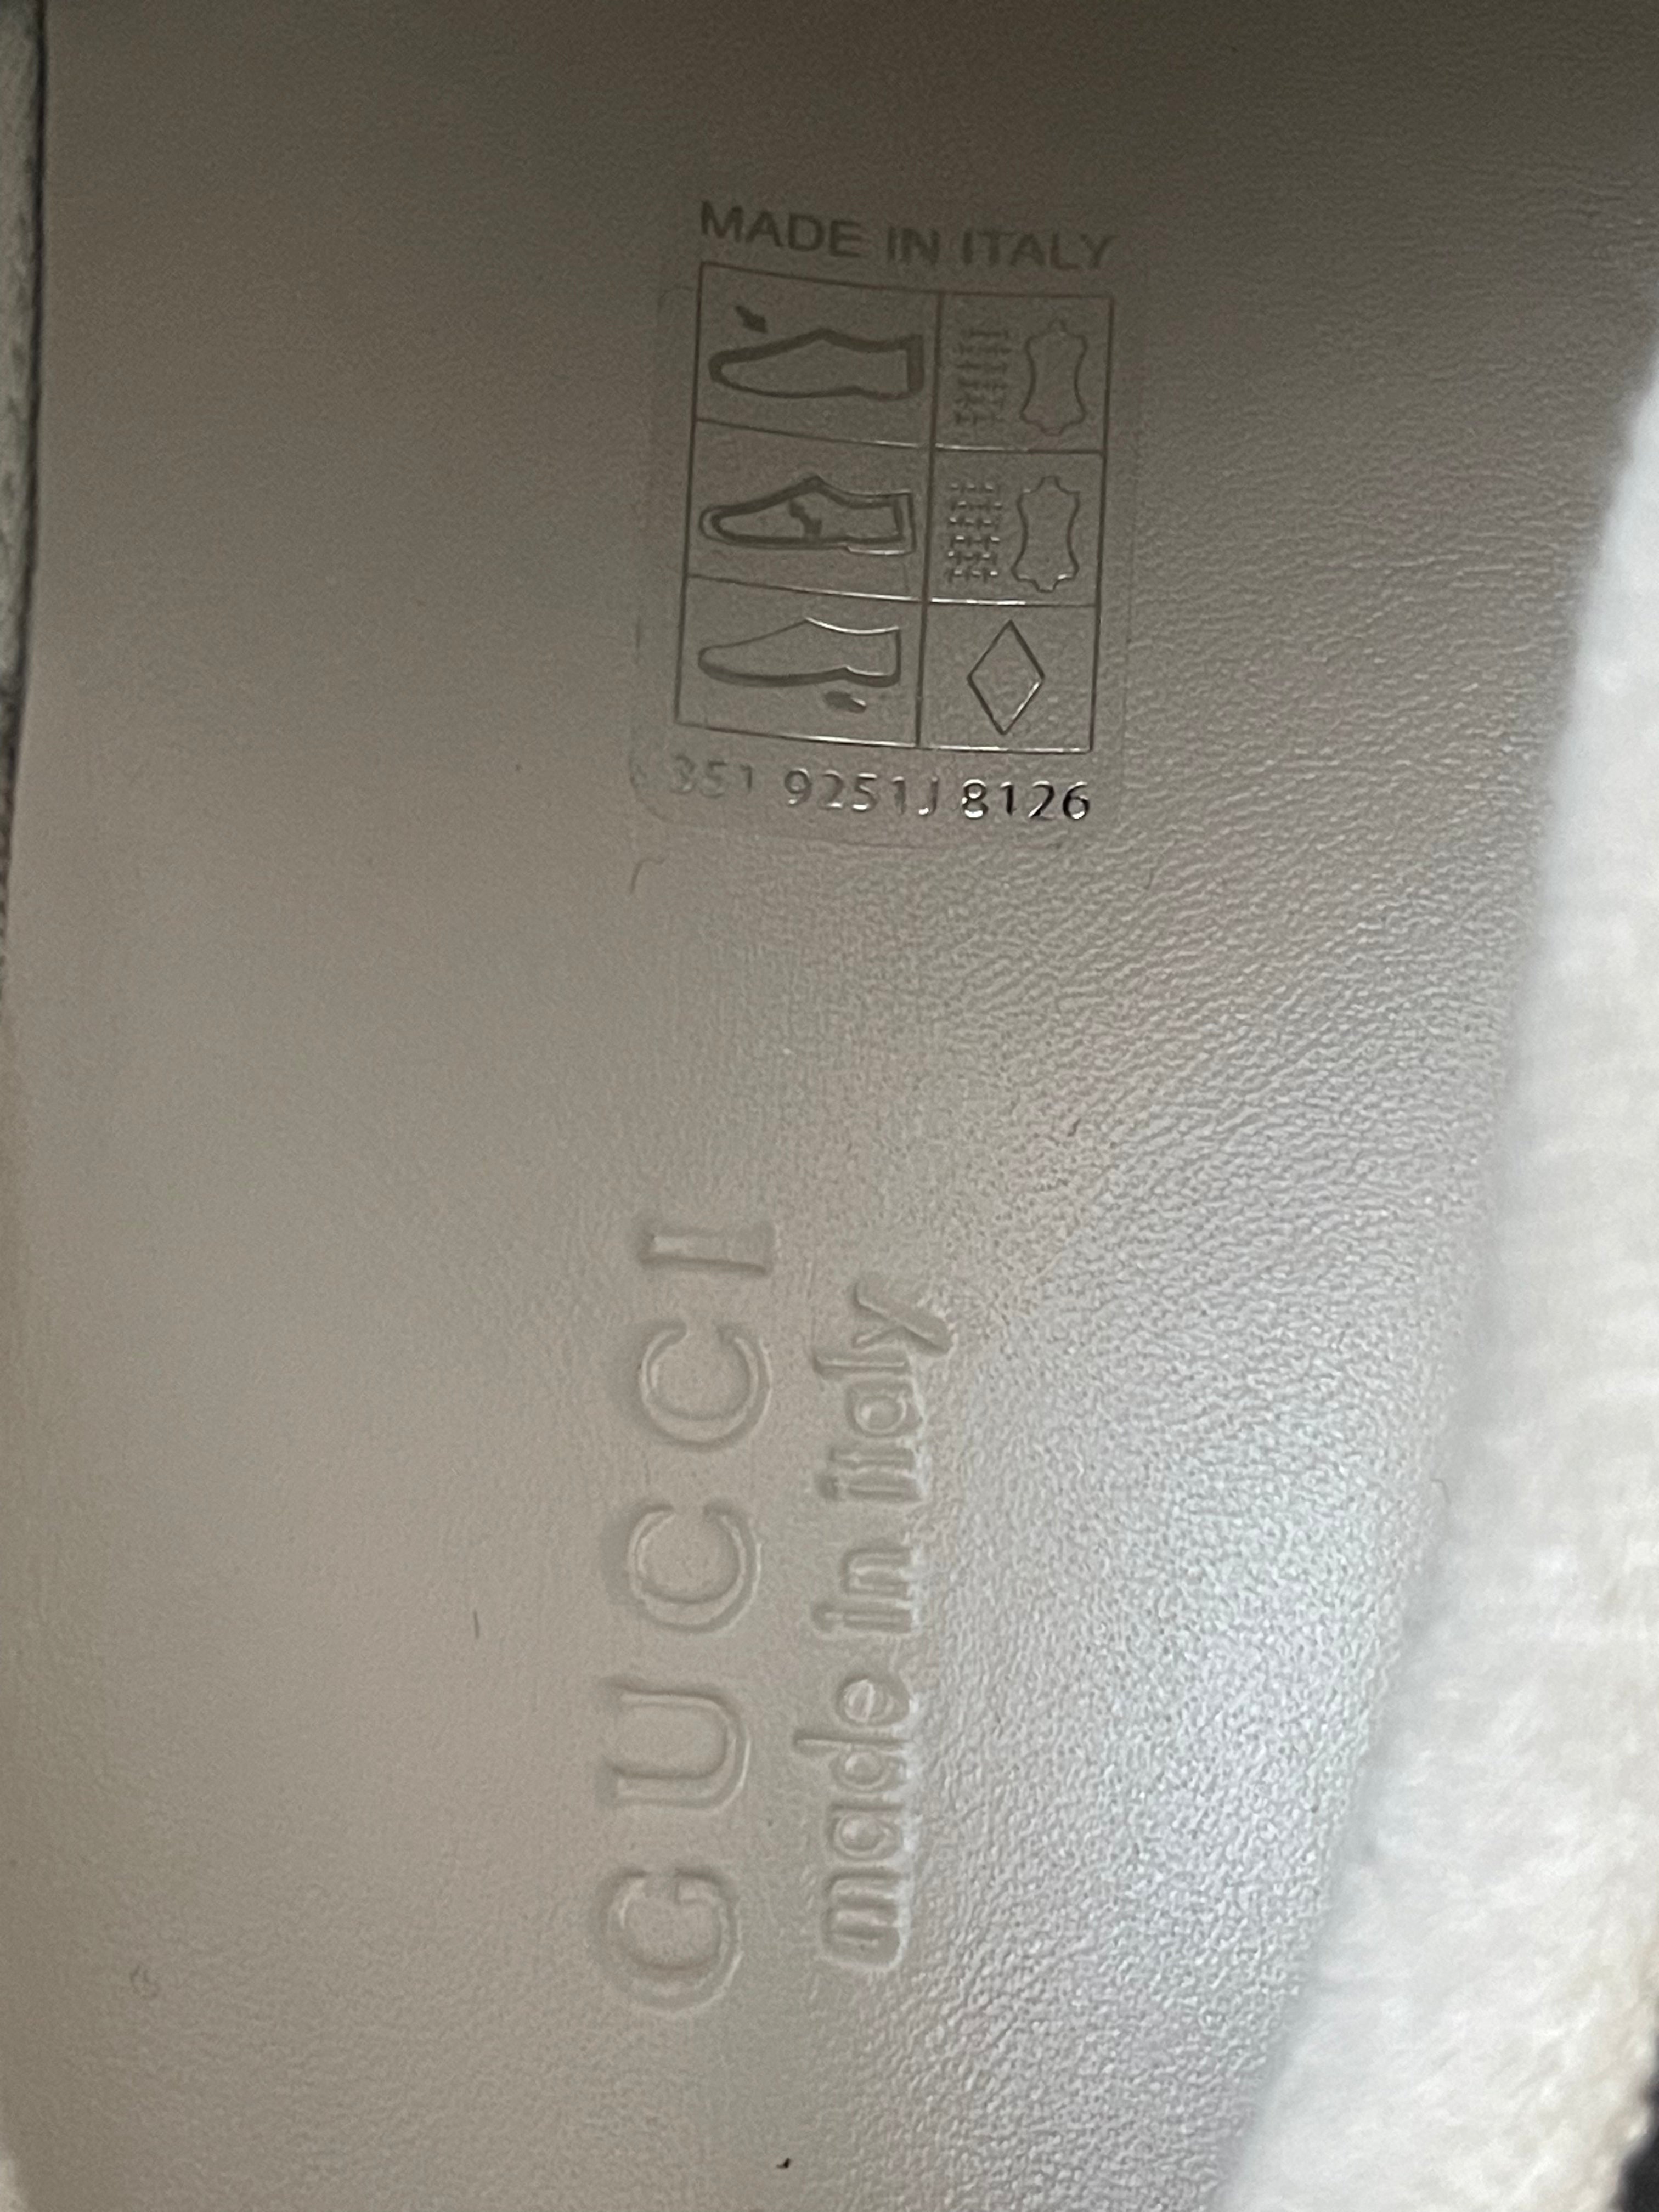 MADE IN ITALY
351 9251J 8126
GUCCI
made in italy